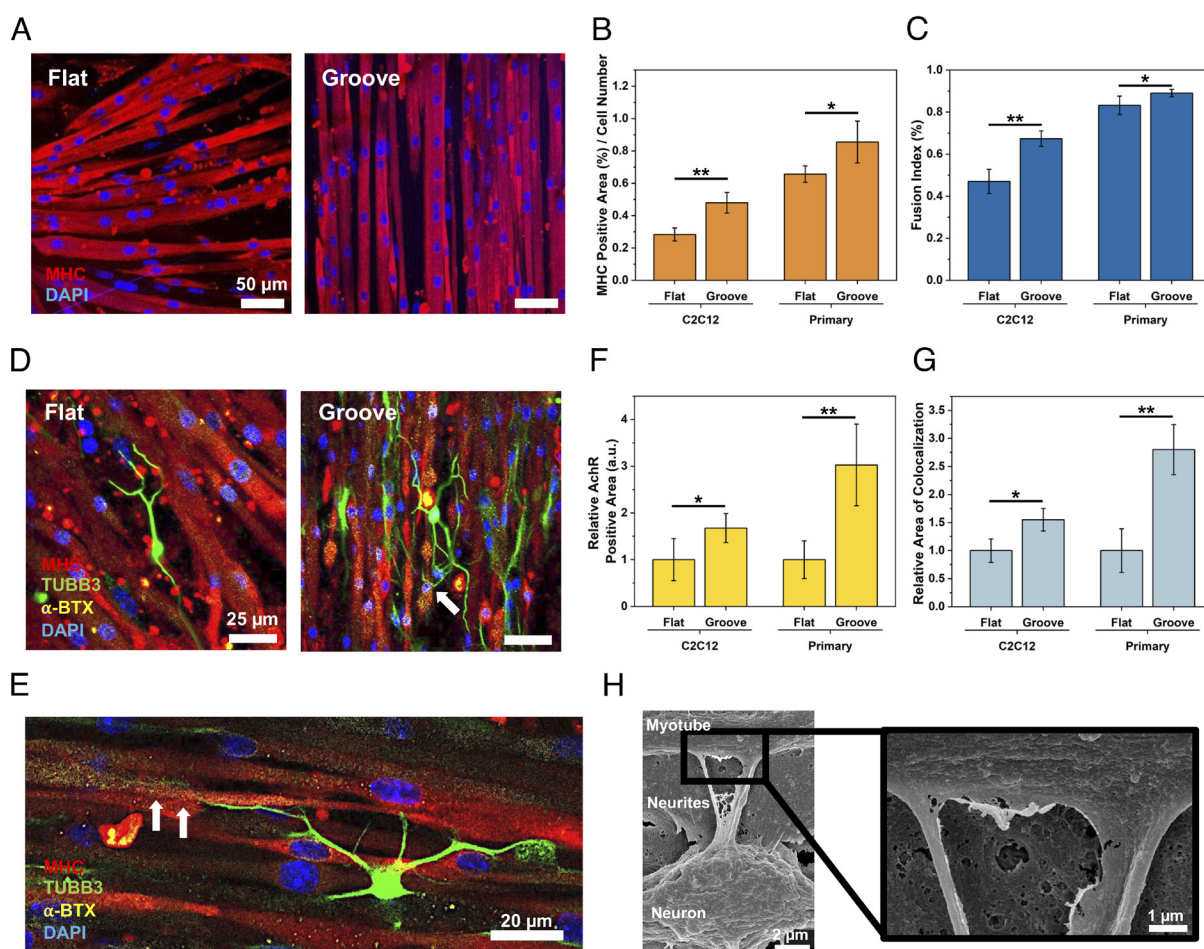 A
Flat
MHC
DAPI
50 µm
Groove
B
MHC Positive Area (%) / Cell Number
1.4
1.2
1.0
0.8
0.6
0.4
0.2
0.0
**
*
Flat Groove Flat Groove
C2C12 Primary
C
Fusion Index (%)
1.0
0.8
0.6
0.4
0.2
0.0
**
*
Flat Groove Flat Groove
C2C12 Primary
D
Flat
MHC
TUBB3
α-BTX
DAPI
25 µm
Groove
F
Relative AchR
Positive Area (a.u.)
5
4
3
2
1
0
*
**
Flat Groove Flat Groove
C2C12 Primary
G
Relative Area of Colocalization
3.5
3.0
2.5
2.0
1.5
1.0
0.5
0.0
*
**
Flat Groove Flat Groove
C2C12 Primary
E
MHC
TUBB3
α-BTX
DAPI
20 µm
H
Myotube
Neurites
Neuron
2 µm
1 µm